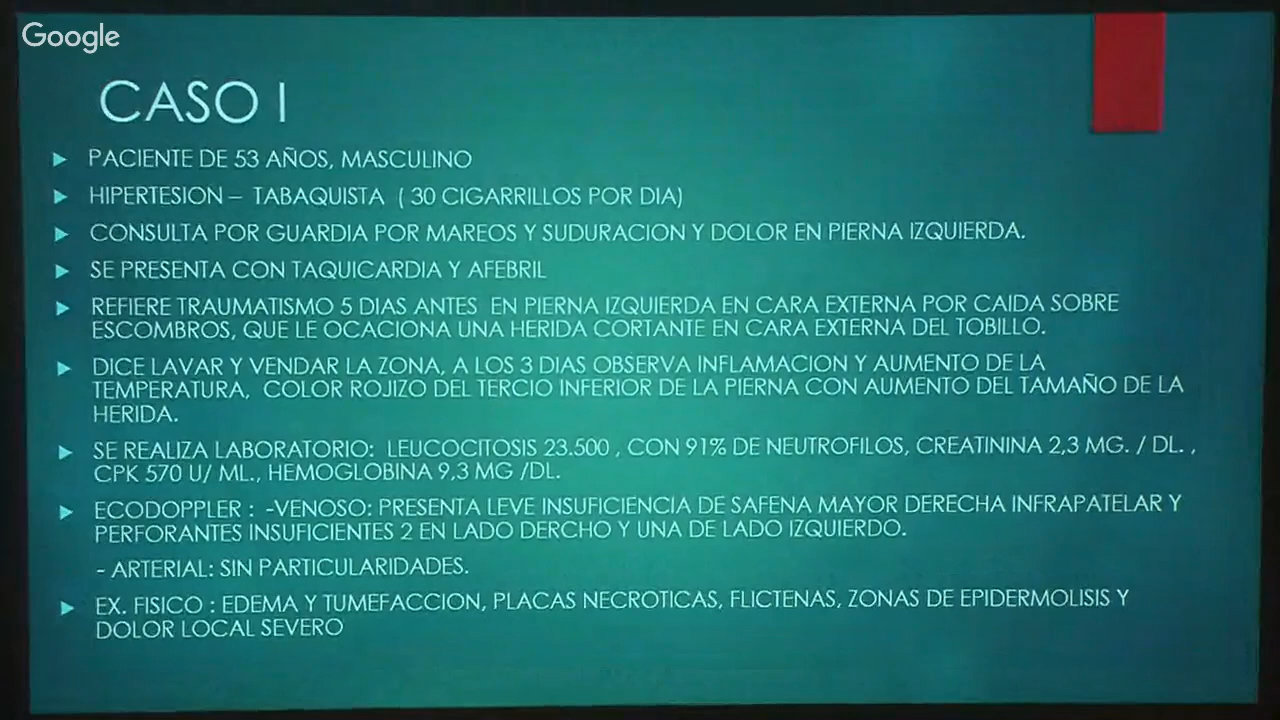 Google
CASO I
PACIENTE DE 53 AÑOS, MASCULINO
HIPERTESION – TABAQUISTA ( 30 CIGARRILLOS POR DIA)
CONSULTA POR GUARDIA POR MAREOS Y SUDURACION Y DOLOR EN PIERNA IZQUIERDA.
SE PRESENTA CON TAQUICARDIA Y AFEBRIL
REFIERE TRAUMATISMO 5 DIAS ANTES EN PIERNA IZQUIERDA EN CARA EXTERNA POR CAIDA SOBRE
ESCOMBROS, QUE LE OCACIONA UNA HERIDA CORTANTE EN CARA EXTERNA DEL TOBILLO.
DICE LAVAR Y VENDAR LA ZONA, A LOS 3 DIAS OBSERVA INFLAMACION Y AUMENTO DE LA
TEMPERATURA, COLOR ROJIZO DEL TERCIO INFERIOR DE LA PIERNA CON AUMENTO DEL TAMAÑO DE LA
HERIDA.
SE REALIZA LABORATORIO: LEUCOCITOSIS 23.500 , CON 91% DE NEUTROFILOS, CREATININA 2,3 MG. / DL. ,
CPK 570 U/ ML., HEMOGLOBINA 9,3 MG /DL.
ECODOPPLER : -VENOSO: PRESENTA LEVE INSUFICIENCIA DE SAFENA MAYOR DERECHA INFRAPATELAR Y
PERFORANTES INSUFICIENTES 2 EN LADO DERCHO Y UNA DE LADO IZQUIERDO.
- ARTERIAL: SIN PARTICULARIDADES.
EX. FISICO : EDEMA Y TUMEFACCION, PLACAS NECROTICAS, FLICTENAS, ZONAS DE EPIDERMOLISIS Y
DOLOR LOCAL SEVERO